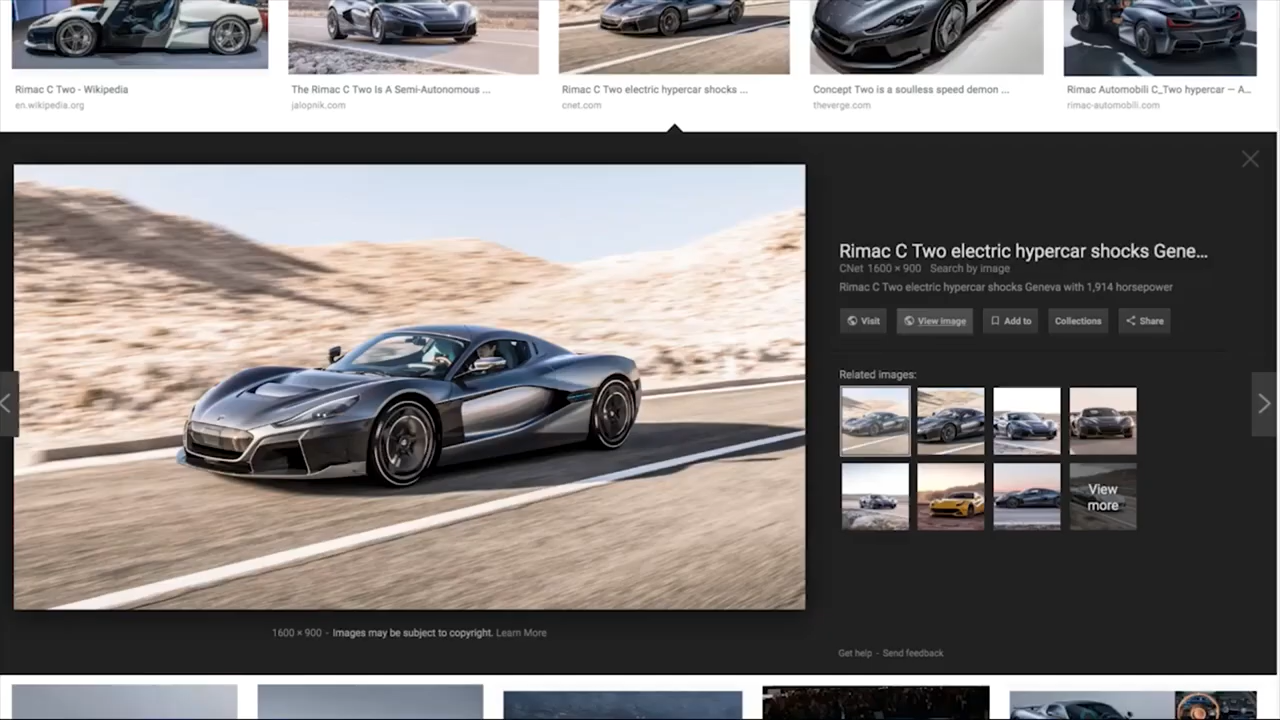 Rimac C Two - Wikipedia
en.wikipedia.org
The Rimac C Two Is A Semi-Autonomous ...
jalopnik.com
Rimac C Two electric hypercar shocks ...
cnet.com
Concept Two is a soulless speed demon ...
theverge.com
Rimac Automobili C_Two hypercar — A...
rimac-automobili.com
Rimac C Two electric hypercar shocks Gene...
CNet 1600 × 900 Search by image
Rimac C Two electric hypercar shocks Geneva with 1,914 horsepower
Visit View image Add to Collections Share
Related images:
View
more
1600 × 900 - Images may be subject to copyright. Learn More
Get help - Send feedback